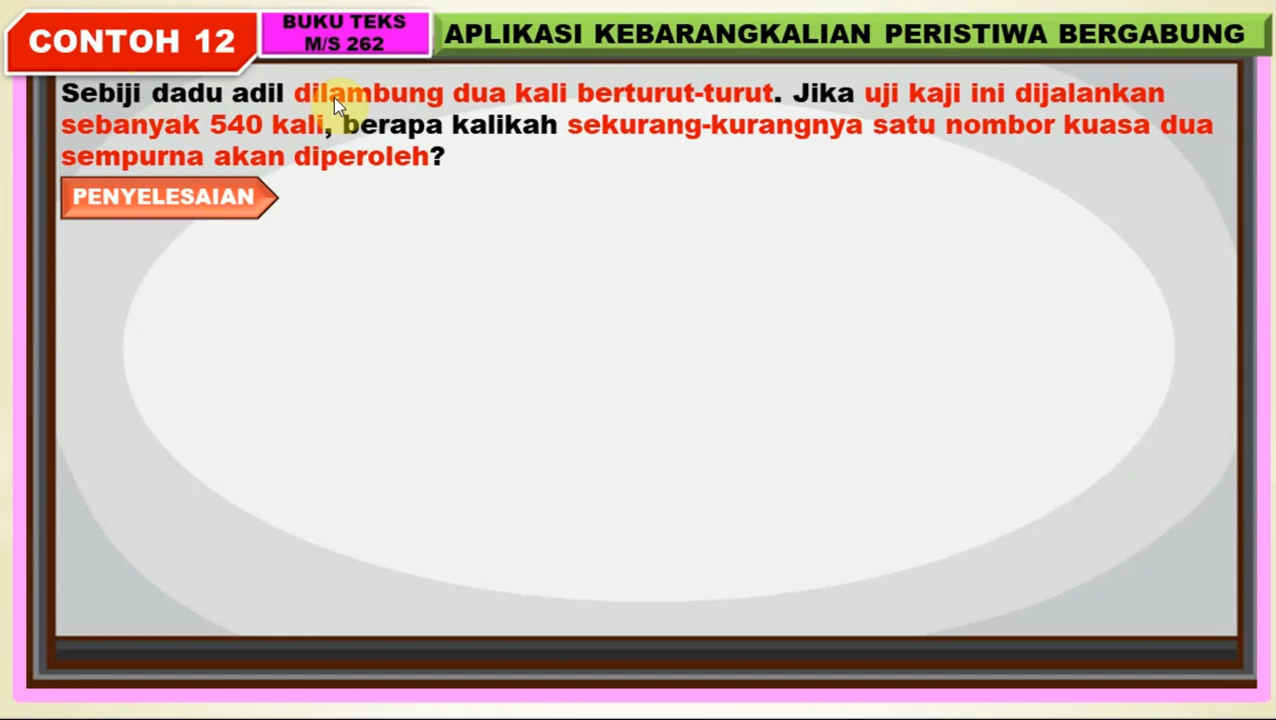 CONTOH 12
BUKU TEKS
M/S 262
APLIKASI KEBARANGKALIAN PERISTIWA BERGABUNG
Sebiji dadu adil dilambung dua kali berturut-turut. Jika uji kaji ini dijalankan
sebanyak 540 kali, berapa kalikah sekurang-kurangnya satu nombor kuasa dua
sempurna akan diperoleh?
PENYELESAIAN